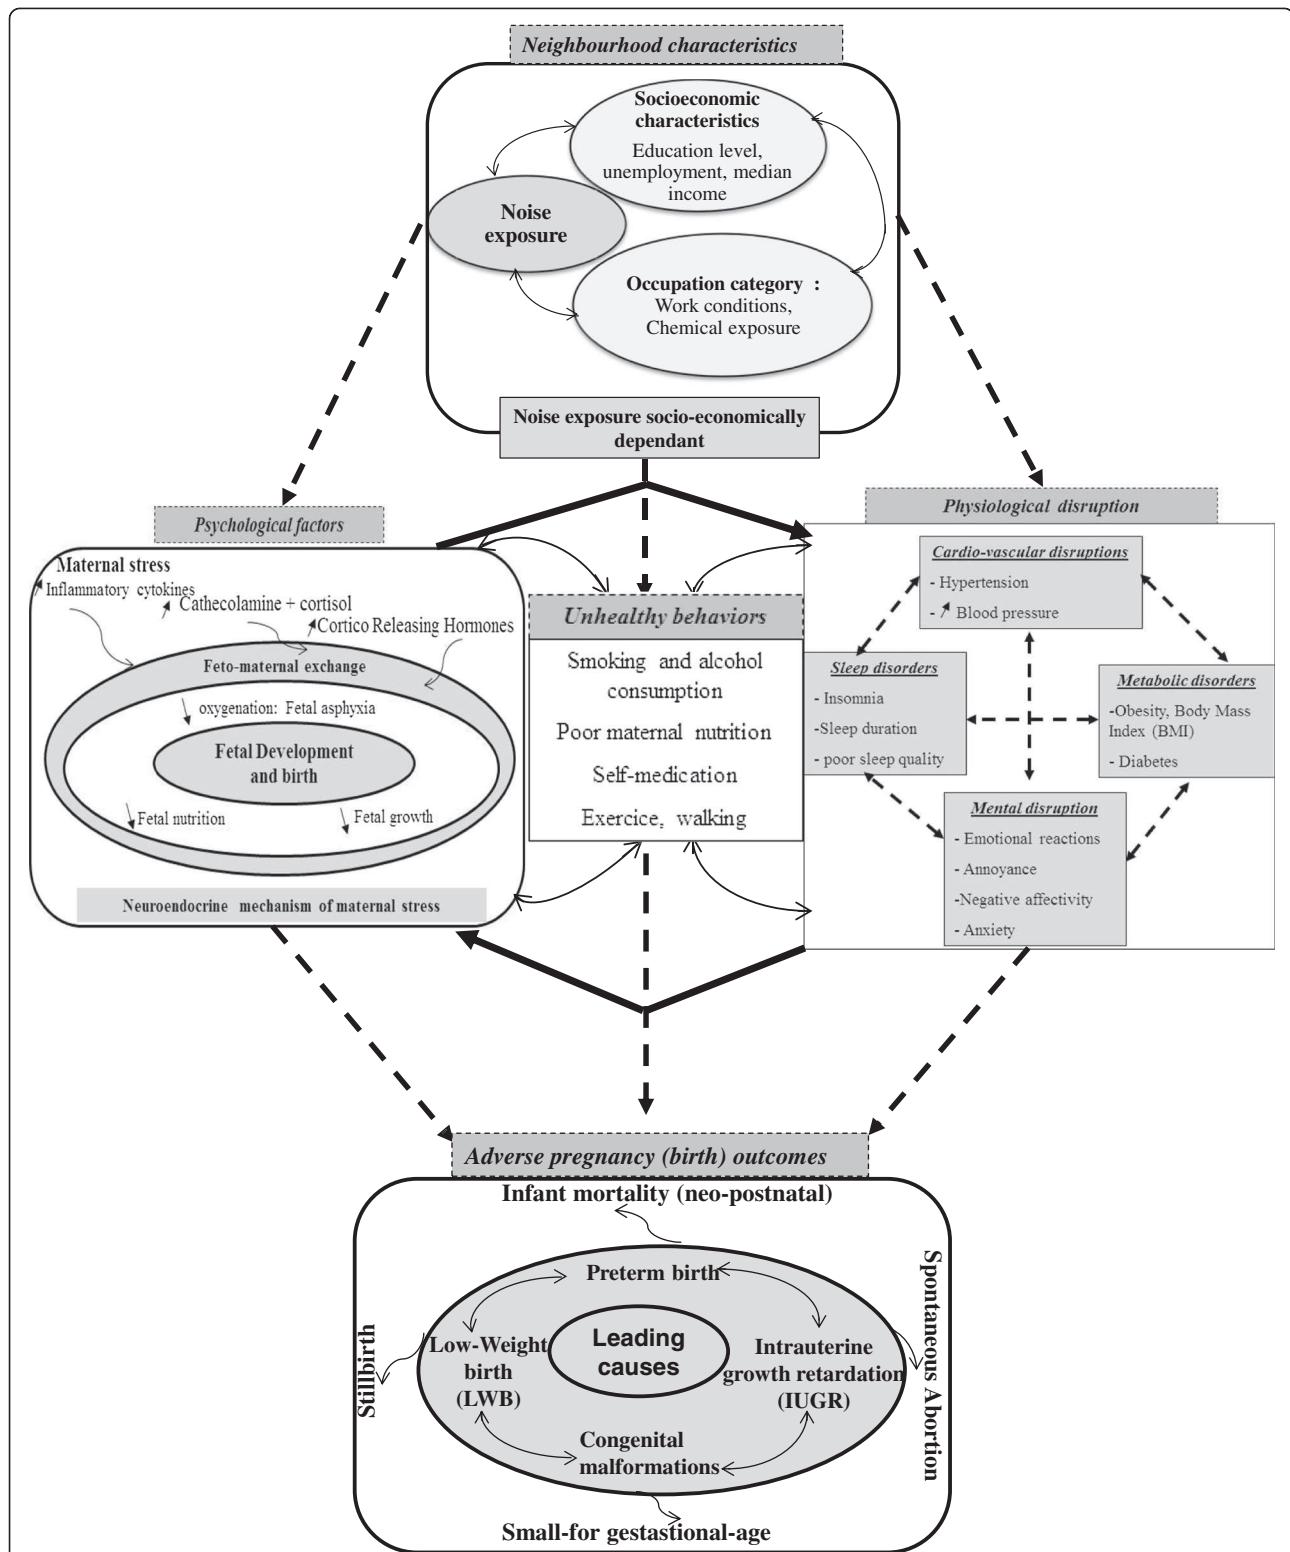 Neighbourhood characteristics
Socioeconomic
characteristics
Education level,
unemployment, median
income
Noise
exposure
Occupation category :
Work conditions,
Chemical exposure
Noise exposure socio-economically
dependant
Psychological factors
Maternal stress
Inflammatory cytokines
Cathecolamine + cortisol
Cortico Releasing Hormones
Feto-maternal exchange
oxygenation: Fetal asphyxia
Fetal Development
and birth
Fetal nutrition
Fetal growth
Neuroendocrine mechanism of maternal stress
Unhealthy behaviors
Smoking and alcohol
consumption
Poor maternal nutrition
Self-medication
Exercice, walking
Physiological disruption
Cardio-vascular disruptions
- Hypertension
- Blood pressure
Sleep disorders
- Insomnia
-Sleep duration
- poor sleep quality
Metabolic disorders
-Obesity, Body Mass
Index (BMI)
- Diabetes
Mental disruption
- Emotional reactions
- Annoyance
-Negative affectivity
- Anxiety
Adverse pregnancy (birth) outcomes
Infant mortality (neo-postnatal)
Preterm birth
Leading
causes
Low-Weight
birth
(LWB)
Intrauterine
growth retardation
(IUGR)
Congenital
malformations
Stillbirth
Spontaneous Abortion
Small-for gestastional-age